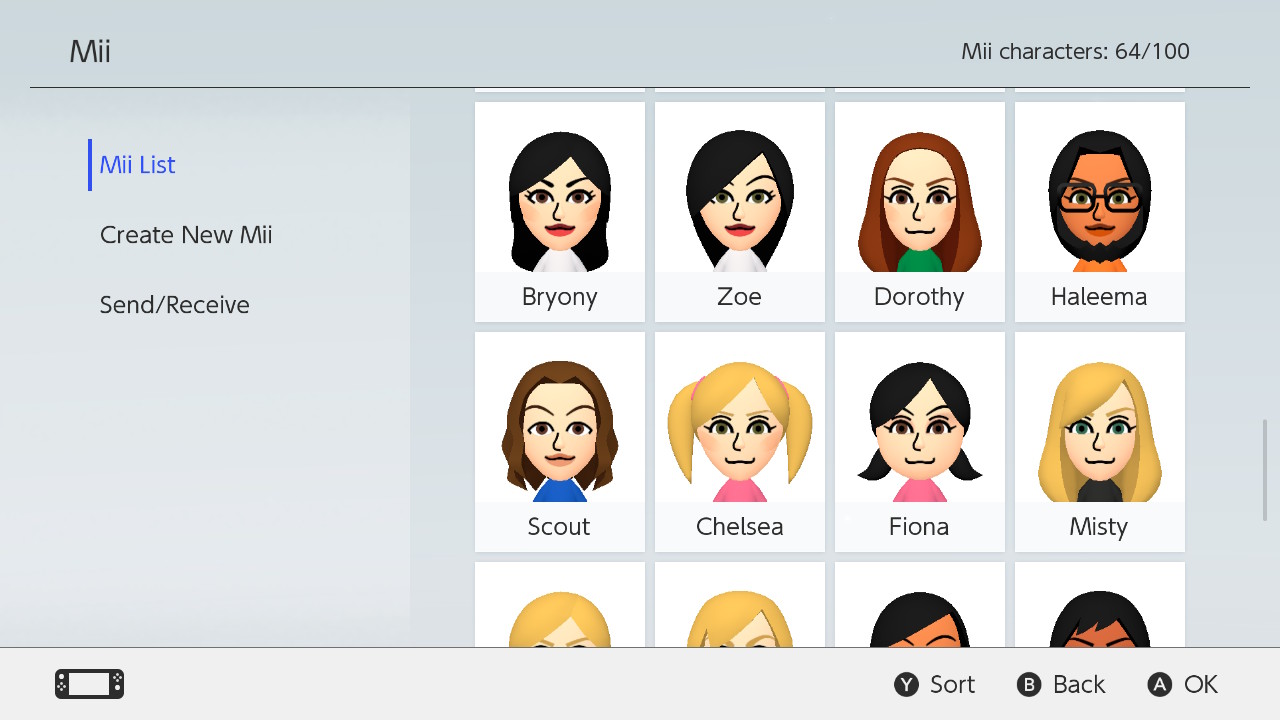 Mii
Mii characters: 64/100
Mii List
Create New Mii
Send/Receive
Bryony
Zoe
Dorothy
Haleema
Scout
Chelsea
Fiona
Misty
Y Sort
B Back
A OK